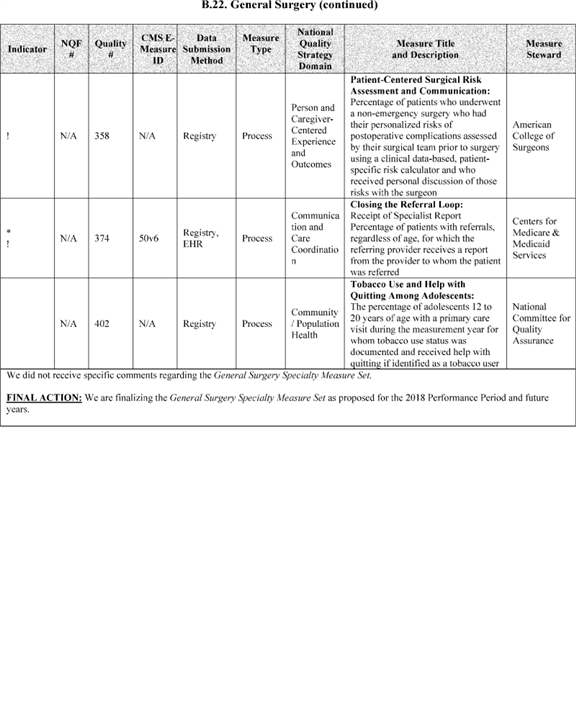 B.22. General Surgery (continued)
Indicator
NQF
#
Quality
#
CMS E-
Measure
ID
Data
Submission
Method
Measure
Type
National
Quality
Strategy
Domain
Measure Title
and Description
Measure
Steward
!
N/A
358
N/A
Registry
Process
Person and
Caregiver-
Centered
Experience
and
Outcomes
Patient-Centered Surgical Risk
Assessment and Communication:
Percentage of patients who underwent
a non-emergency surgery who had
their personalized risks of
postoperative complications assessed
by their surgical team prior to surgery
using a clinical data-based, patient-
specific risk calculator and who
received personal discussion of those
risks with the surgeon
American
College of
Surgeons
*
!
N/A
374
50v6
Registry,
EHR
Process
Communica
tion and
Care
Coordinatio
n
Closing the Referral Loop:
Receipt of Specialist Report
Percentage of patients with referrals,
regardless of age, for which the
referring provider receives a report
from the provider to whom the patient
was referred
Centers for
Medicare &
Medicaid
Services
N/A
402
N/A
Registry
Process
Community
/ Population
Health
Tobacco Use and Help with
Quitting Among Adolescents:
The percentage of adolescents 12 to
20 years of age with a primary care
visit during the measurement year for
whom tobacco use status was
documented and received help with
quitting if identified as a tobacco user
National
Committee for
Quality
Assurance
We did not receive specific comments regarding the General Surgery Specialty Measure Set.
FINAL ACTION: We are finalizing the General Surgery Specialty Measure Set as proposed for the 2018 Performance Period and future
years.